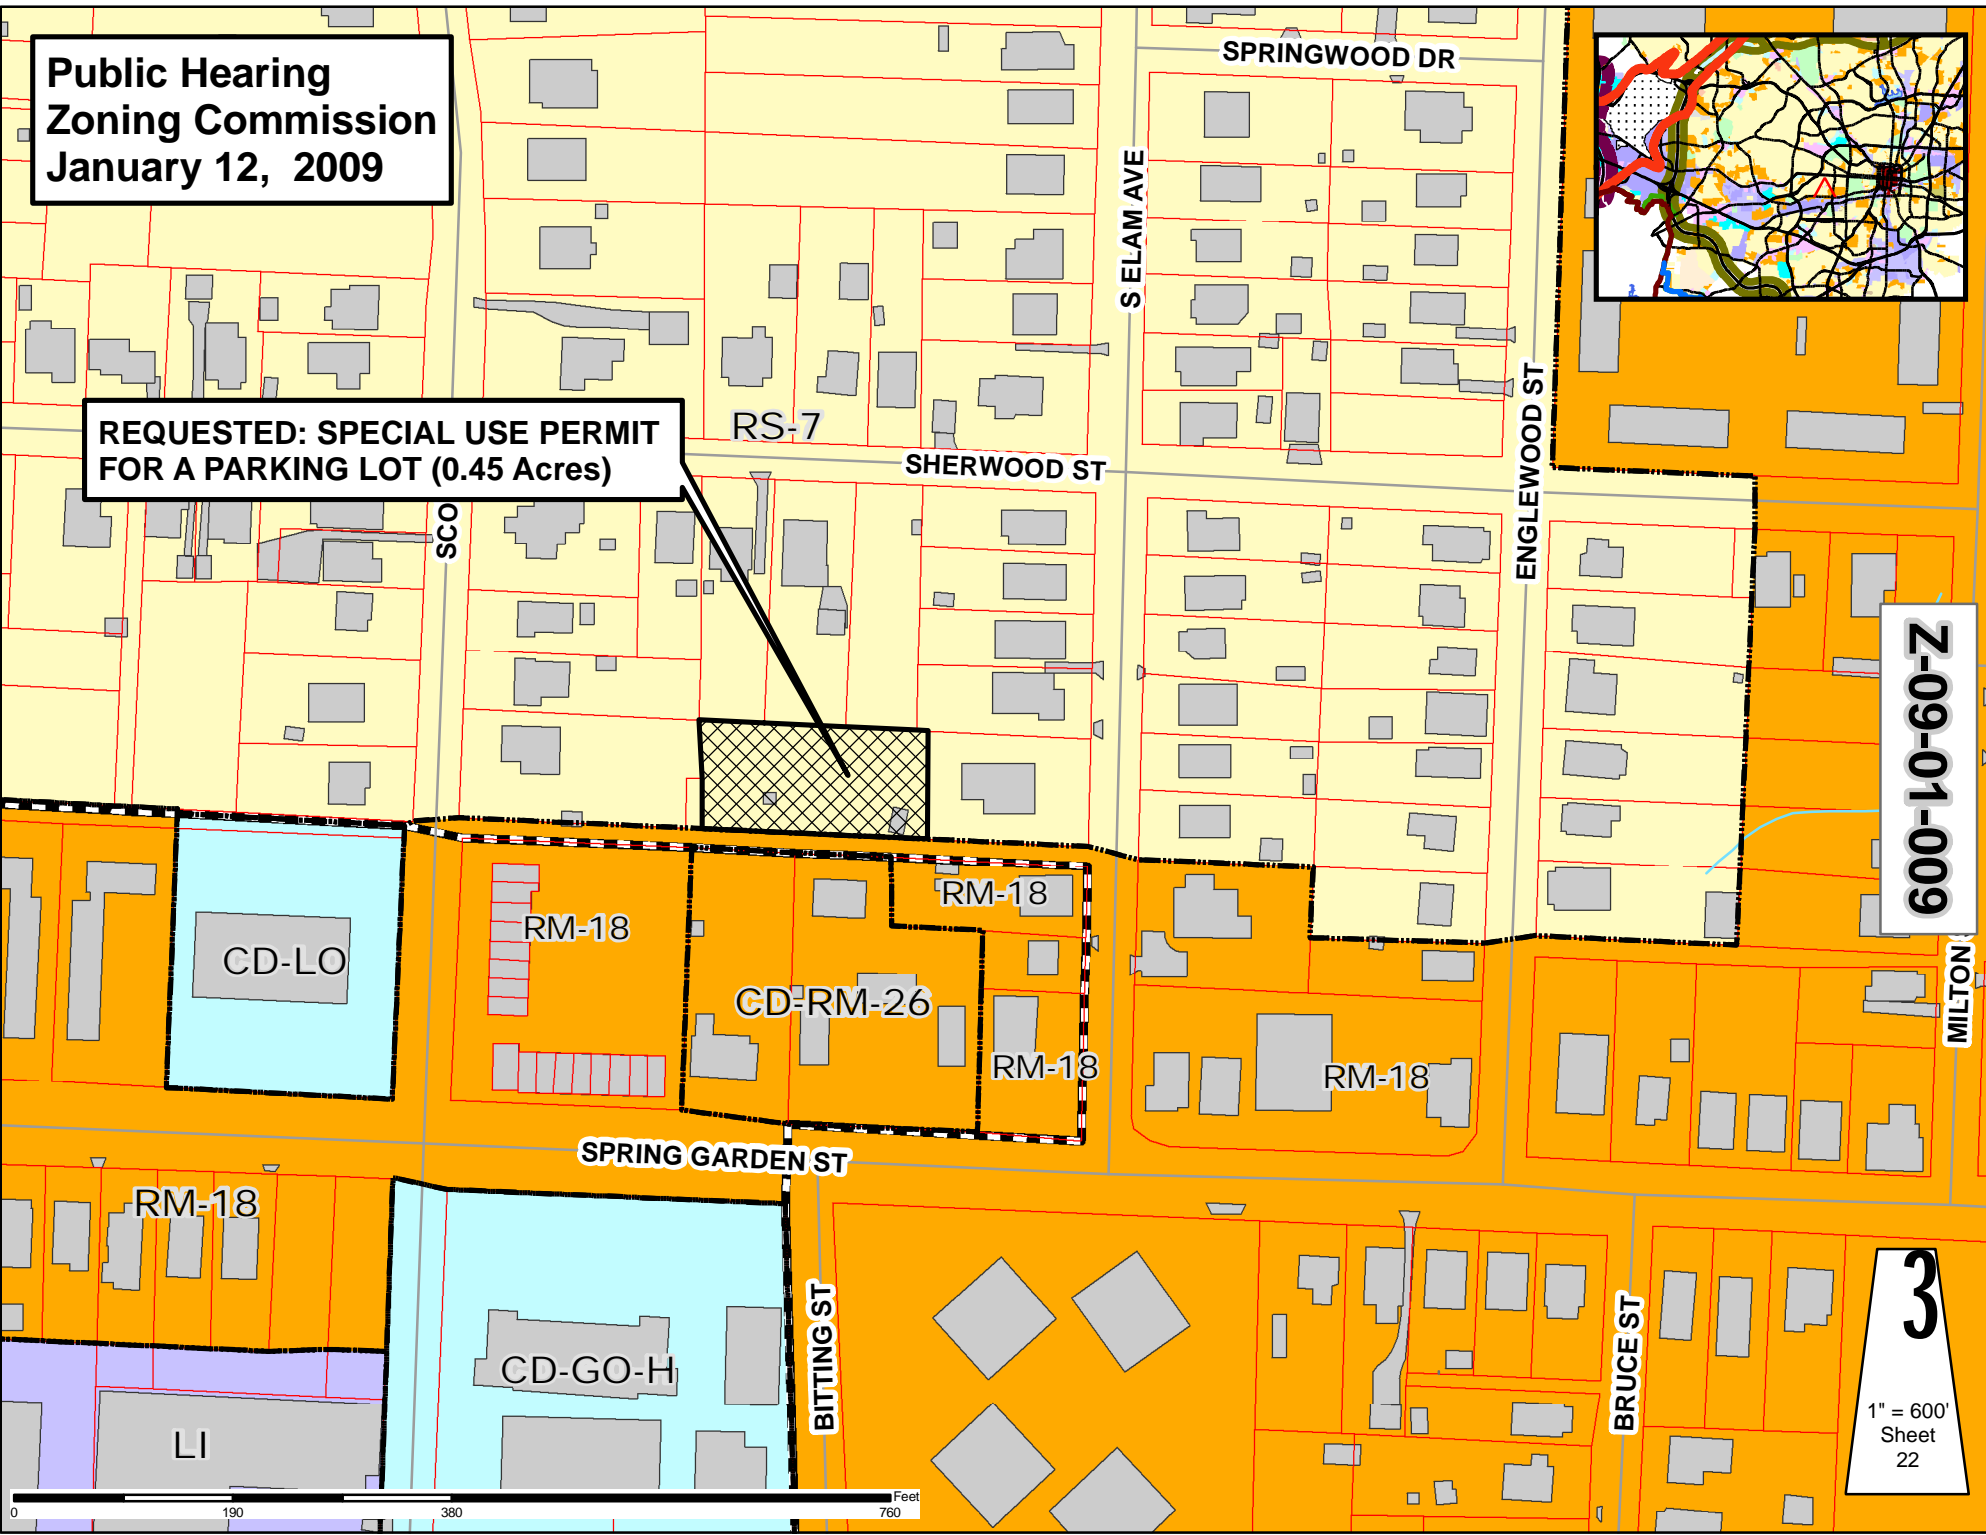 Public Hearing
Zoning Commission
January 12, 2009
SPRINGWOOD DR
S ELAM AVE
ENGLEWOOD ST
REQUESTED: SPECIAL USE PERMIT
FOR A PARKING LOT (0.45 Acres)
RS-7
SHERWOOD ST
SCO
Z-09-01-009
MILTON
RM-18
RM-18
CD-LO
CD-RM-26
RM-18
RM-18
SPRING GARDEN ST
RM-18
BITTING ST
BRUCE ST
CD-GO-H
LI
3
1" = 600'
Sheet
22
Feet
0 190 380 760